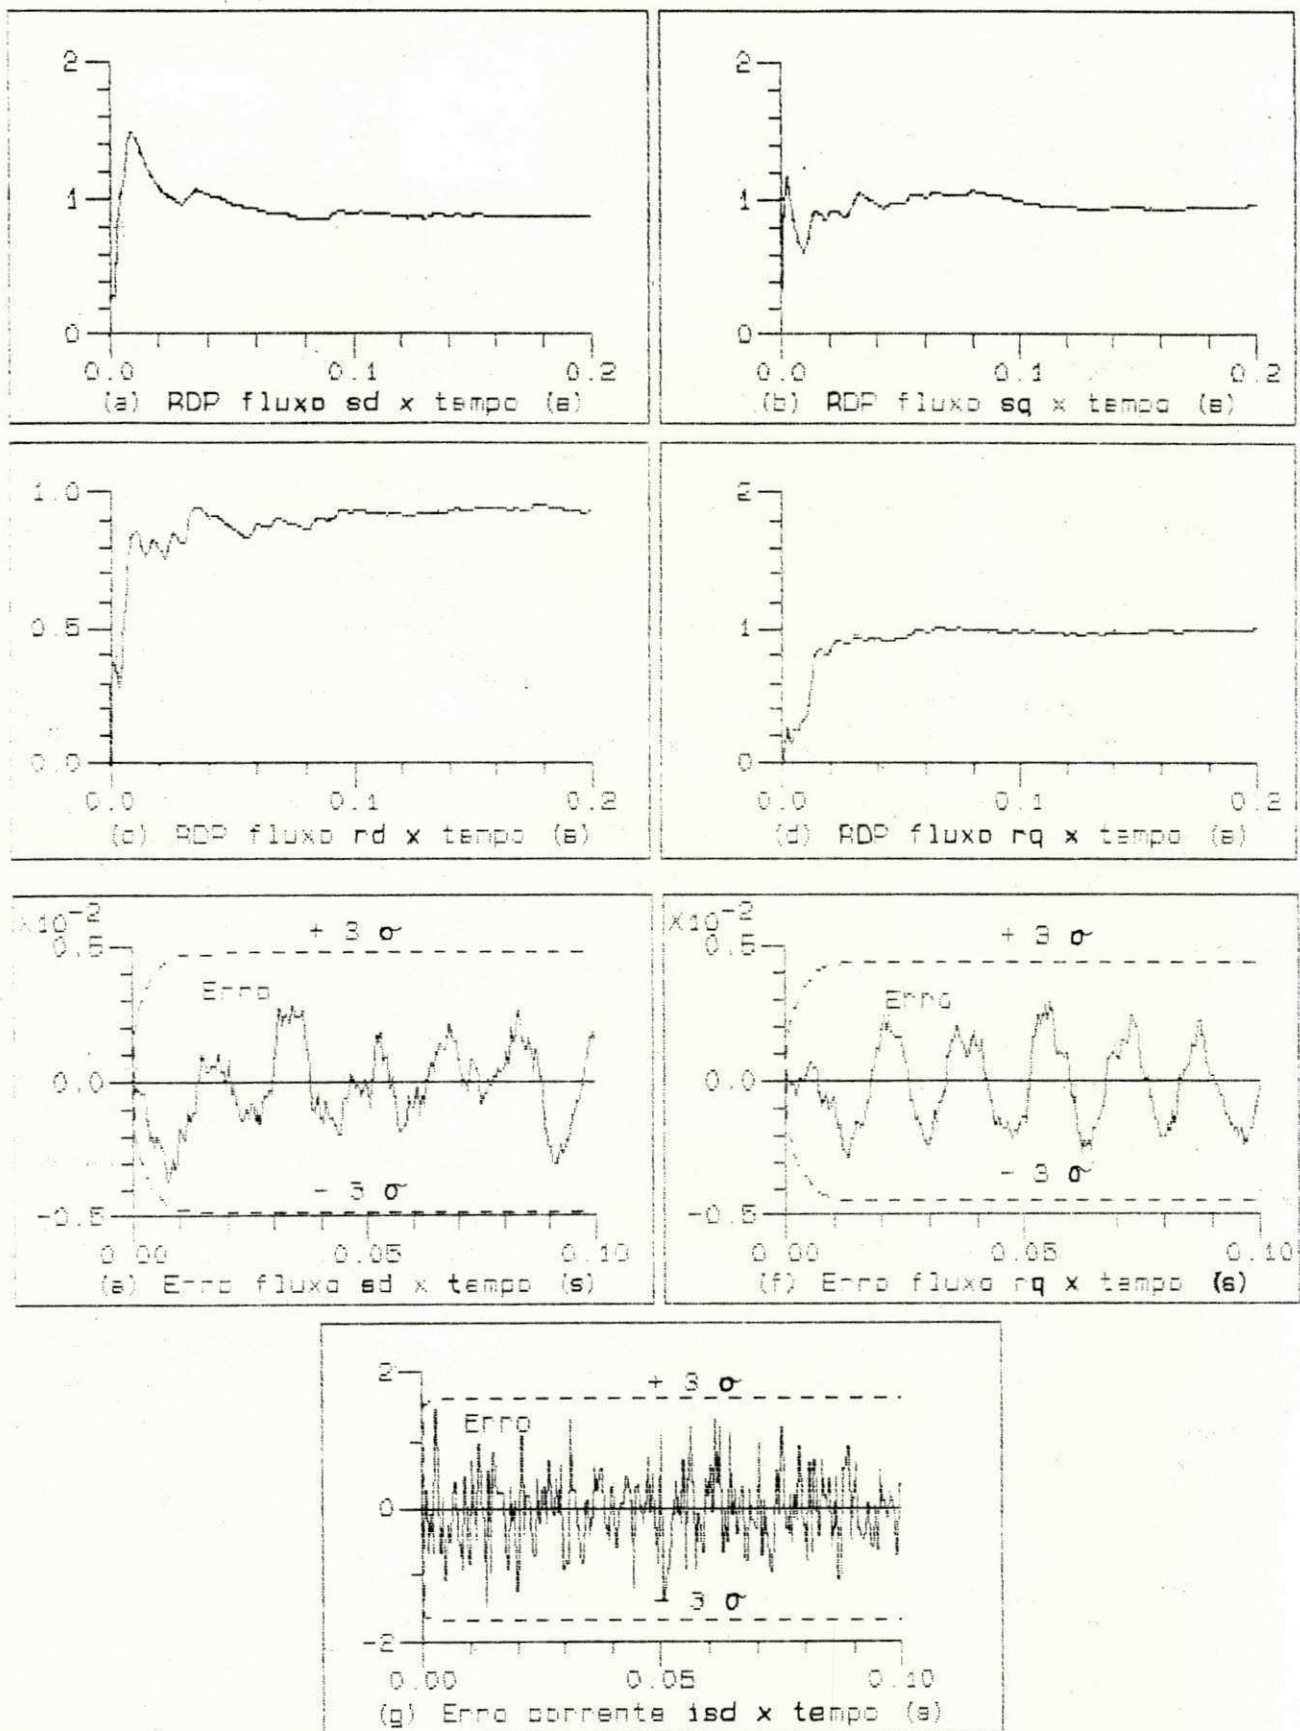 2
1
0
0.0 0.1 0.2
(a) RDP fluxo sd x tempo (s)
2
1
0
0.0 0.1 0.2
(b) RDP fluxo sq x tempo (s)
1.0
0.5
0.0
0.0 0.1 0.2
(c) RDP fluxo rd x tempo (s)
2
1
0
0.0 0.1 0.2
(d) RDP fluxo rq x tempo (s)
x10-2
0.5
+ 3 σ
Erro
0.0
- 3 σ
-0.5
0.00 0.05 0.10
(e) Erro fluxo sd x tempo (s)
x10-2
0.5
+ 3 σ
Erro
0.0
- 3 σ
-0.5
0.00 0.05 0.10
(f) Erro fluxo rq x tempo (s)
2
+ 3 σ
Erro
0
- 3 σ
-2
0.00 0.05 0.10
(g) Erro corrente isd x tempo (s)